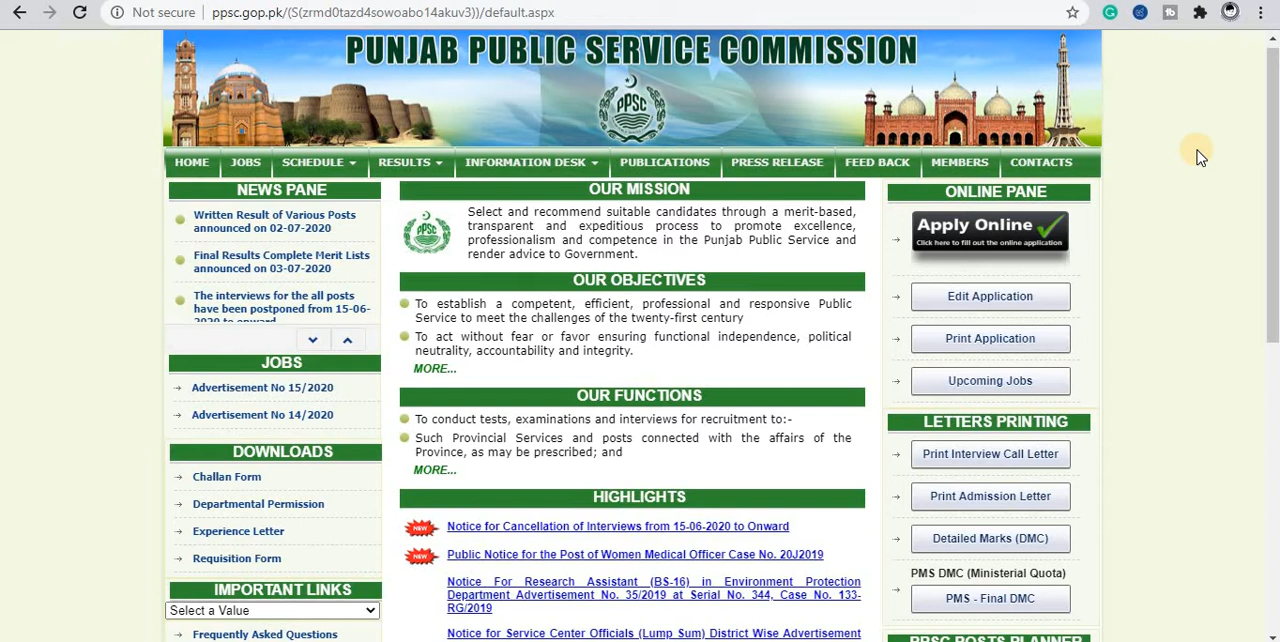 Not secure
ppsc.gop.pk/(S(zrmd0tazd4sowoabo14akuv3))/default.aspx
PUNJAB PUBLIC SERVICE COMMISSION
PPSC
HOME
JOBS
SCHEDULE
RESULTS
INFORMATION DESK
PUBLICATIONS
PRESS RELEASE
FEED BACK
MEMBERS
CONTACTS
NEWS PANE
Written Result of Various Posts
announced on 02-07-2020
Final Results Complete Merit Lists
announced on 03-07-2020
The interviews for the all posts
have been postponed from 15-06-
2020 to onward
JOBS
Advertisement No 15/2020
Advertisement No 14/2020
DOWNLOADS
Challan Form
Departmental Permission
Experience Letter
Requisition Form
IMPORTANT LINKS
Select a Value
Frequently Asked Questions
OUR MISSION
PPSC
Select and recommend suitable candidates through a merit-based,
transparent and expeditious process to promote excellence,
professionalism and competence in the Punjab Public Service and
render advice to Government.
OUR OBJECTIVES
To establish a competent, efficient, professional and responsive Public
Service to meet the challenges of the twenty-first century
To act without fear or favor ensuring functional independence, political
neutrality, accountability and integrity.
MORE...
OUR FUNCTIONS
To conduct tests, examinations and interviews for recruitment to:-
Such Provincial Services and posts connected with the affairs of the
Province, as may be prescribed; and
MORE...
HIGHLIGHTS
NEW
Notice for Cancellation of Interviews from 15-06-2020 to Onward
NEW
Public Notice for the Post of Women Medical Officer Case No. 20J2019
Notice For Research Assistant (BS-16) in Environment Protection
Department Advertisement No. 35/2019 at Serial No. 344, Case No. 133-
RG/2019
Notice for Service Center Officials (Lump Sum) District Wise Advertisement
ONLINE PANE
Apply Online
Click here to fill out the online application
Edit Application
Print Application
Upcoming Jobs
LETTERS PRINTING
Print Interview Call Letter
Print Admission Letter
Detailed Marks (DMC)
PMS DMC (Ministerial Quota)
PMS - Final DMC
PPSC POSTS PLANNER